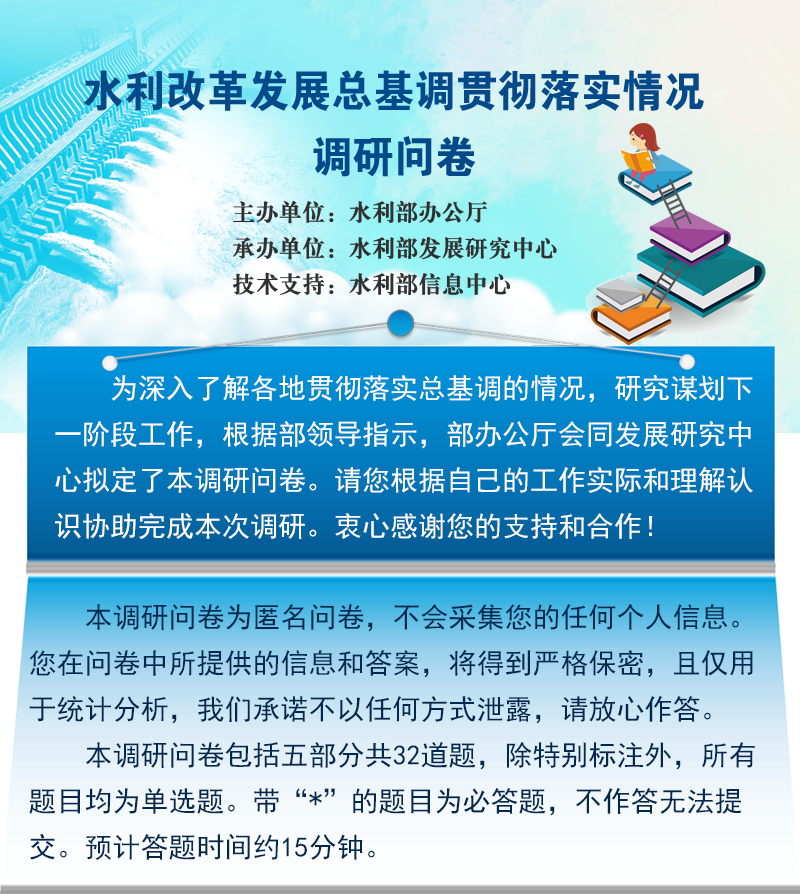 水利改革发展总基调贯彻落实情况
调研问卷
主办单位：水利部办公厅
承办单位：水利部发展研究中心
技术支持：水利部信息中心
为深入了解各地贯彻落实总基调的情况，研究谋划下
一阶段工作，根据部领导指示，部办公厅会同发展研究中
心拟定了本调研问卷。请您根据自己的工作实际和理解认
识协助完成本次调研。衷心感谢您的支持和合作！
本调研问卷为匿名问卷，不会采集您的任何个人信息。
您在问卷中所提供的信息和答案，将得到严格保密，且仅用
于统计分析，我们承诺不以任何方式泄露，请放心作答。
本调研问卷包括五部分共32道题，除特别标注外，所有
题目均为单选题。带“*”的题目为必答题，不作答无法提
交。预计答题时间约15分钟。